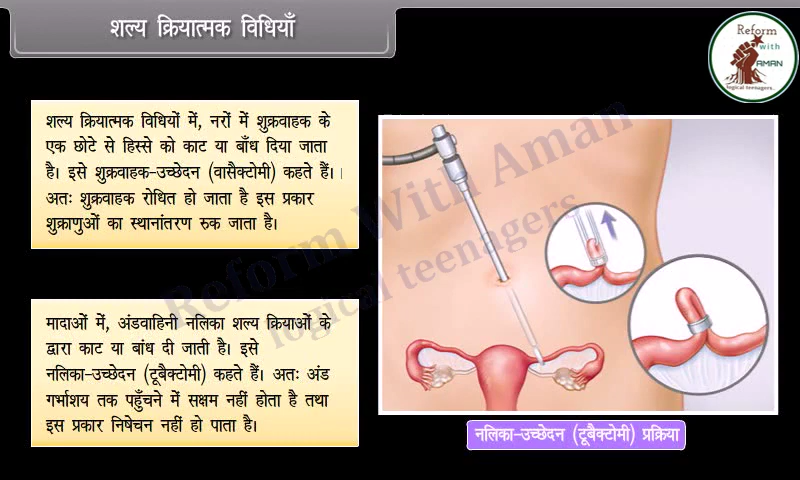 शल्य क्रियात्मक विधियाँ
Reform
with
AMAN
logical teenagers.
शल्य क्रियात्मक विधियों में, नरों में शुक्रवाहक के
एक छोटे से हिस्से को काट या बाँध दिया जाता
है। इसे शुक्रवाहक-उच्छेदन (वासैक्टोमी) कहते हैं।।
अतः शुक्रवाहक रोधित हो जाता है इस प्रकार
शुक्राणुओं का स्थानांतरण रुक जाता है।
मादाओं में, अंडवाहिनी नलिका शल्य क्रियाओं के
द्वारा काट या बांध दी जाती है। इसे
नलिका-उच्छेदन (टूबैक्टोमी) कहते हैं। अतः अंड
गर्भाशय तक पहुँचने में सक्षम नहीं होता है तथा
इस प्रकार निषेचन नहीं हो पाता है।
Reform With Aman
logical teenagers
नलिका-उच्छेदन (टूबैक्टोमी) प्रक्रिया